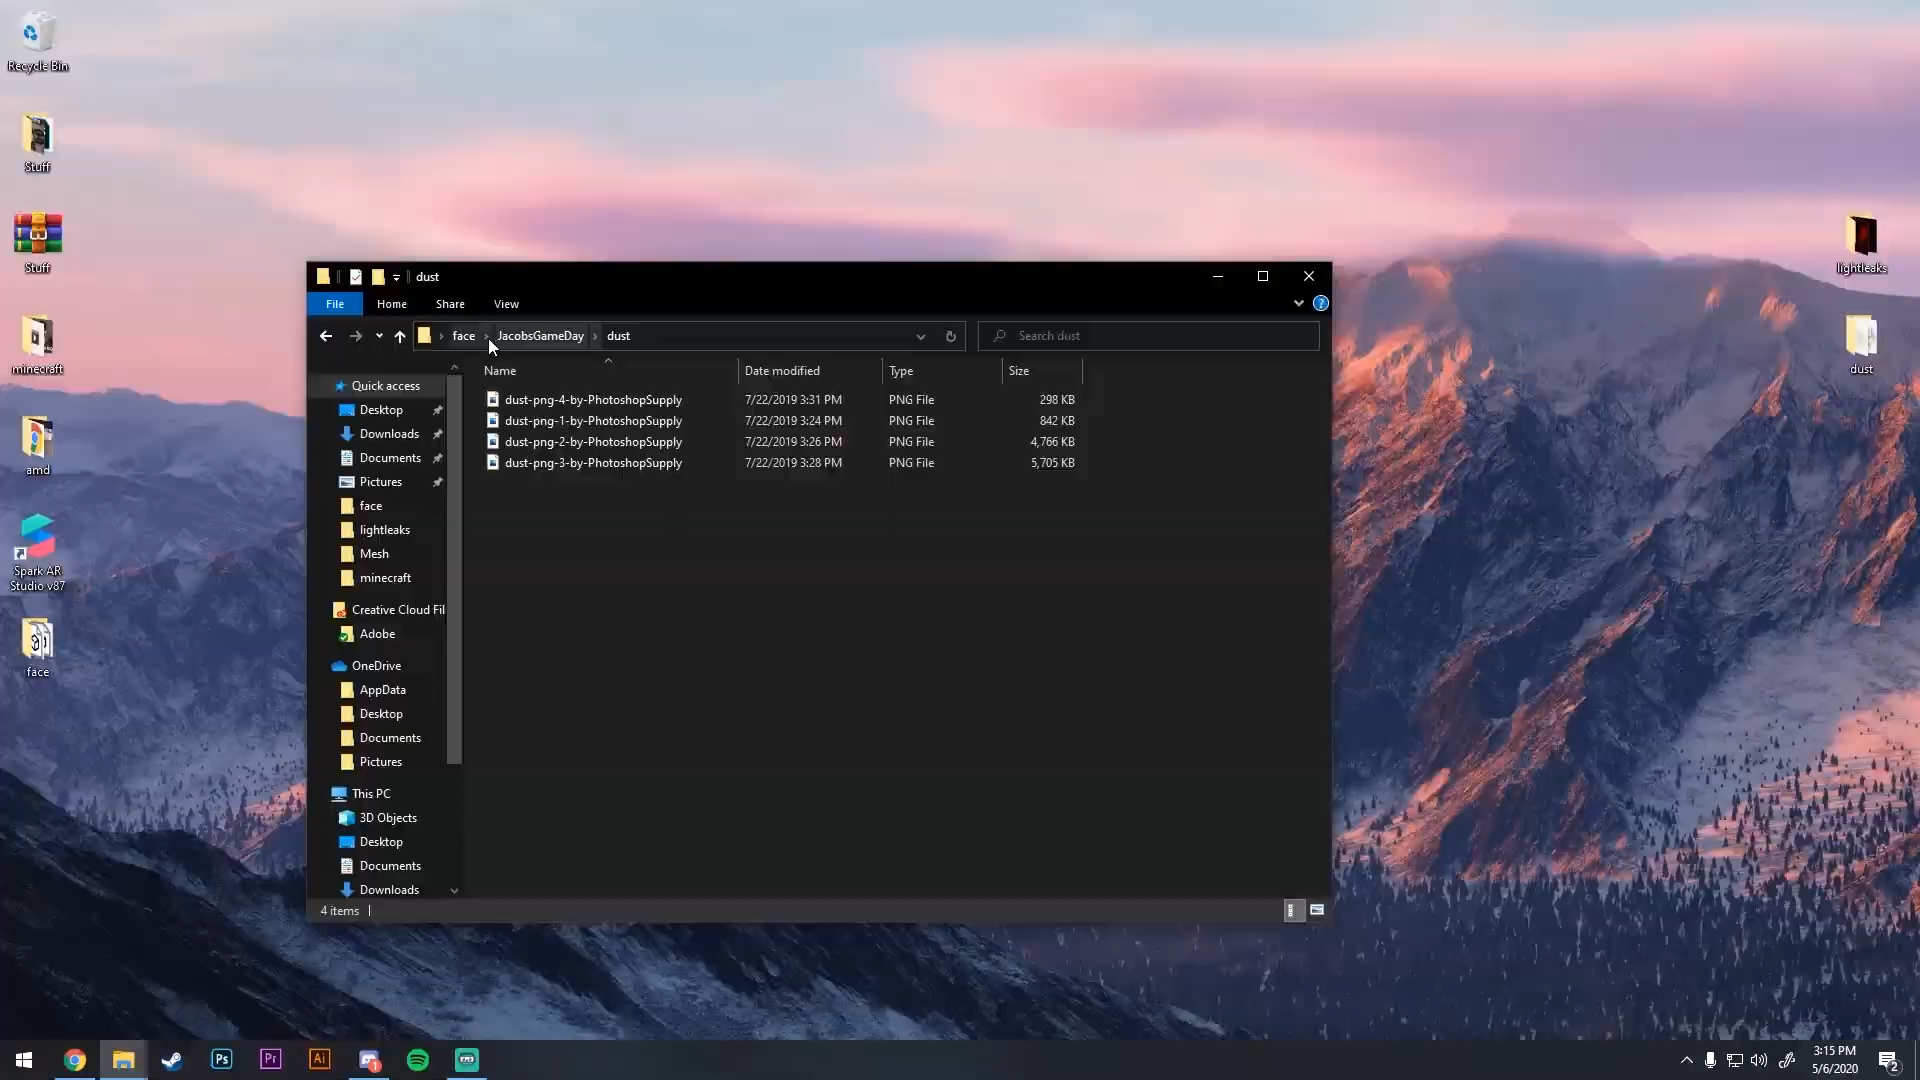 Recycle Bin
Stuff
Stuff
minecraft
amd
Spark AR
Studio v87
face
lightleaks
dust
dust
File Home Share View
face JacobsGameDay dust
Search dust
Name Date modified Type Size
dust-png-4-by-PhotoshopSupply 7/22/2019 3:31 PM PNG File 298 KB
dust-png-1-by-PhotoshopSupply 7/22/2019 3:24 PM PNG File 842 KB
dust-png-2-by-PhotoshopSupply 7/22/2019 3:26 PM PNG File 4,766 KB
dust-png-3-by-PhotoshopSupply 7/22/2019 3:28 PM PNG File 5,705 KB
Quick access
Desktop
Downloads
Documents
Pictures
face
lightleaks
Mesh
minecraft
Creative Cloud Fil
Adobe
OneDrive
AppData
Desktop
Documents
Pictures
This PC
3D Objects
Desktop
Documents
Downloads
4 items
Ps Pr Ai 1
3:15 PM
5/6/2020
2